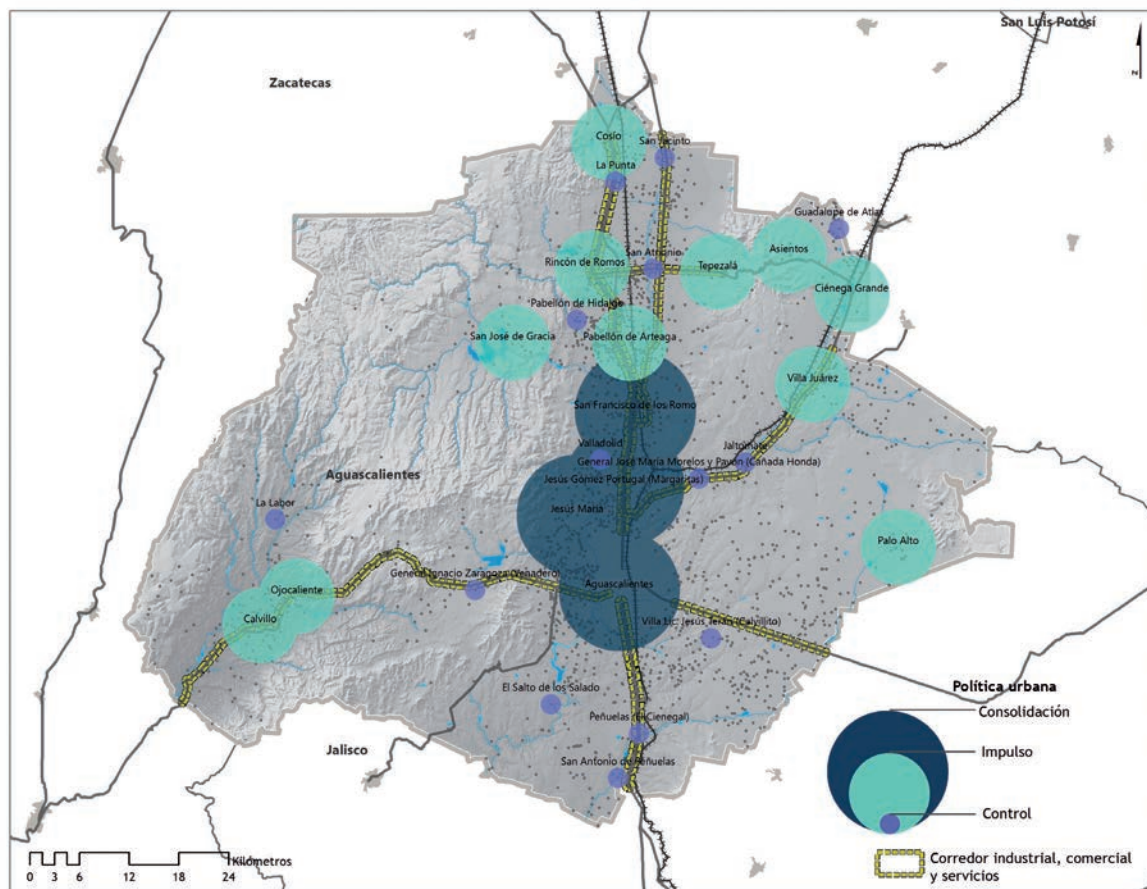 San Luis Potosí
Zacatecas
N
Cosío
San Jacinto
La Punta
Guadalupe de Atlas
Asientos
San Antonio
Rincón de Romos
Tepezalá
Ciénega Grande
Pabellón de Hidalgo
San José de Gracia
Pabellón de Arteaga
Villa Juárez
San Francisco de los Romo
Valladolid
Jaltomate
General José María Morelos y Pavón (Cañada Honda)
Aguascalientes
Jesús Gómez Portugal (Margaritas)
La Labor
Jesús María
Palo Alto
General Ignacio Zaragoza (Venadero)
Aguascalientes
Ojocaliente
Calvillo
Villa Lic. Jesús Terán (Calvillito)
El Salto de los Salado
Peñuelas (El Cienegal)
Jalisco
San Antonio de Peñuelas
Política urbana
Consolidación
Impulso
Control
Corredor industrial, comercial
y servicios
Kilómetros
0 3 6 12 18 24